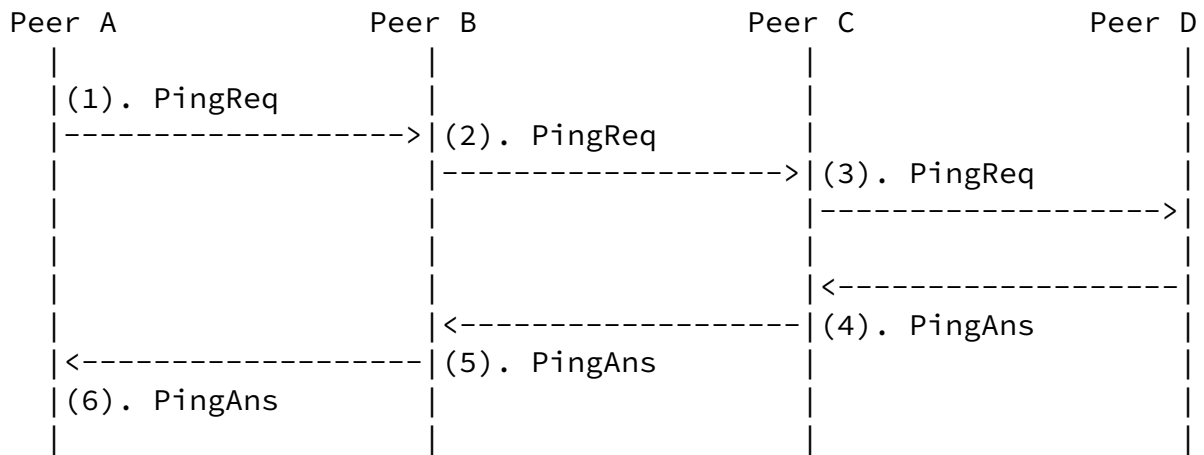 Peer A Peer B Peer C Peer D
(1). PingReq
(2). PingReq
(3). PingReq
(4). PingAns
(5). PingAns
(6). PingAns